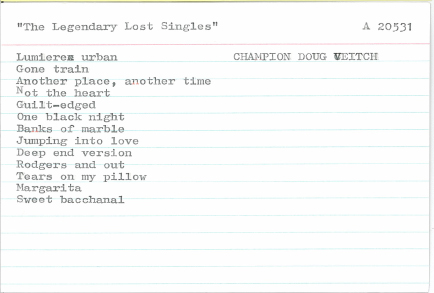 "The Legendary Lost Singles" A 20531
Lumieres urban CHAMPION DOUG VEITCH
Gone train
Another place, another time
Not the heart
Guilt-edged
One black night
Banks of marble
Jumping into love
Deep end version
Rodgers and out
Tears on my pillow
Margarita
Sweet bacchanal